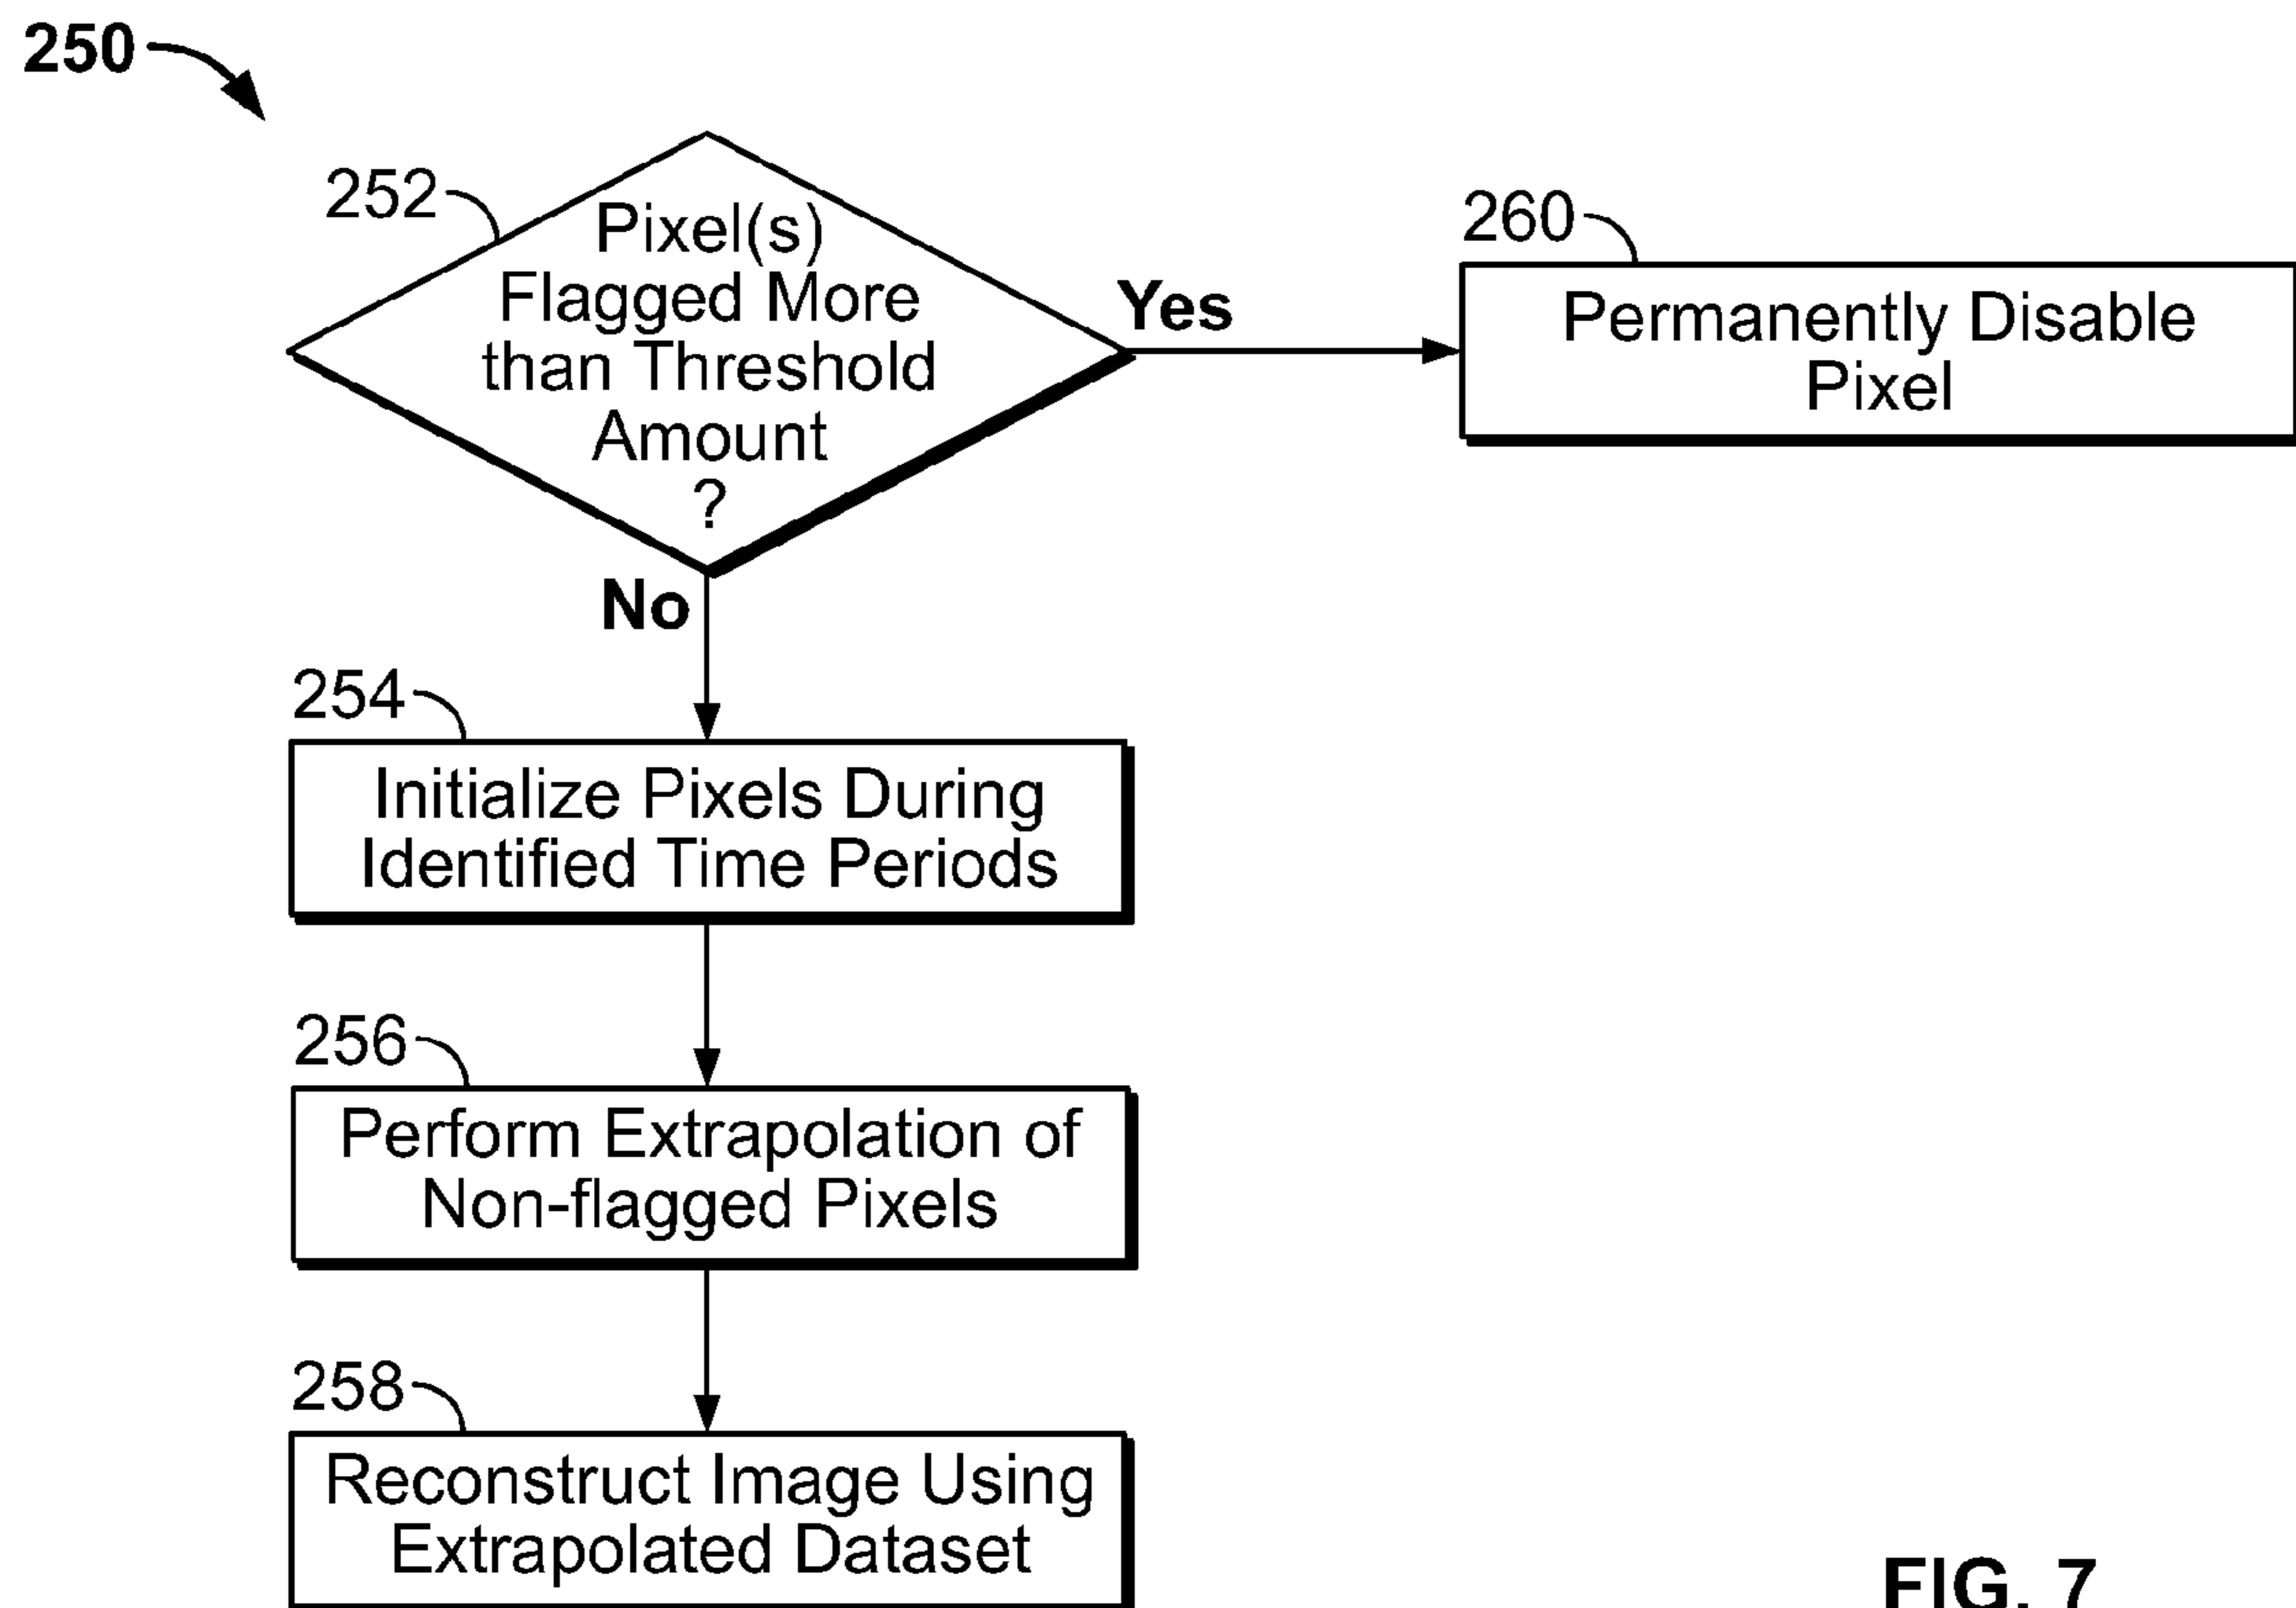 250
252
Pixel(s)
Flagged More
than Threshold
Amount
?
Yes
260
Permanently Disable
Pixel
No
254
Initialize Pixels During
Identified Time Periods
256
Perform Extrapolation of
Non-flagged Pixels
258
Reconstruct Image Using
Extrapolated Dataset
FIG. 7